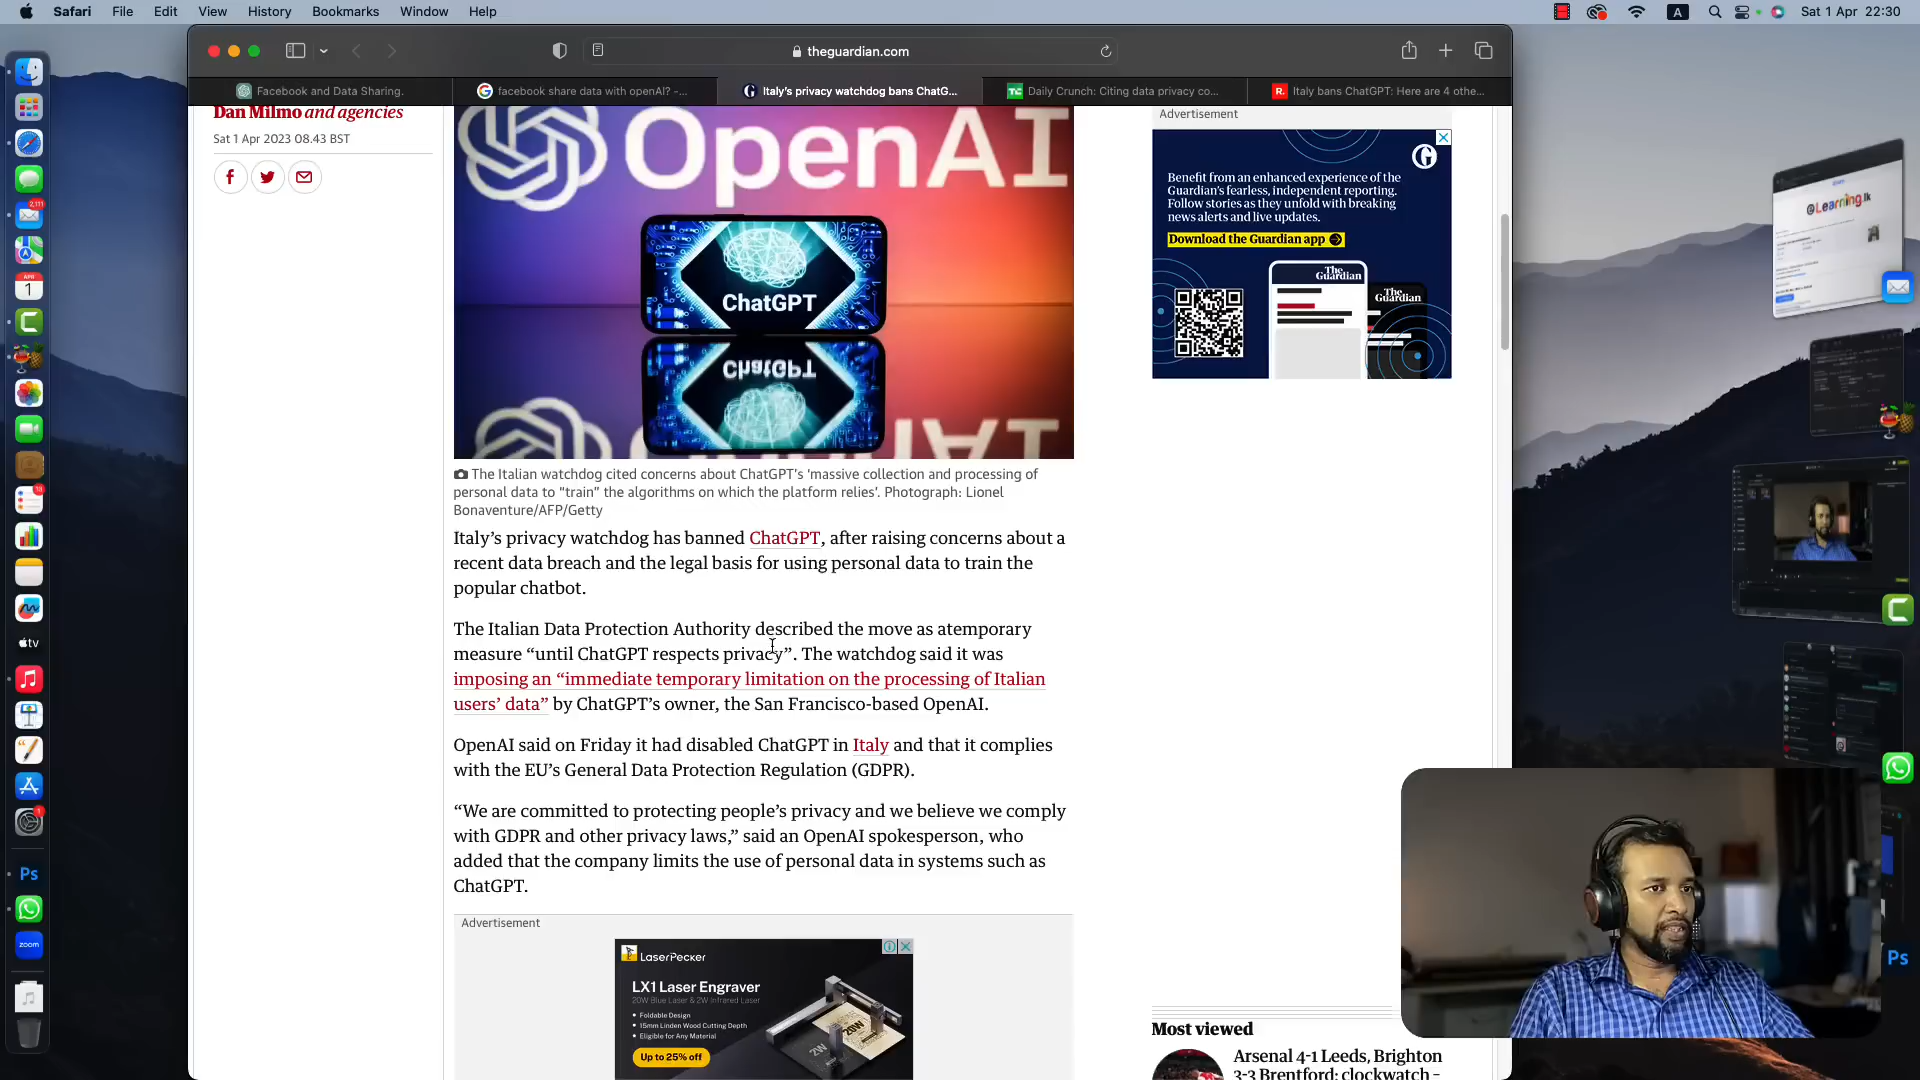 Safari File Edit View History Bookmarks Window Help
A
Sat 1 Apr 22:30
theguardian.com
Facebook and Data Sharing.
facebook share data with openAI? -...
Italy's privacy watchdog bans ChatG...
Daily Crunch: Citing data privacy co...
Italy bans ChatGPT: Here are 4 othe...
Dan Milmo and agencies
Sat 1 Apr 2023 08.43 BST
OpenAI
ChatGPT
The Italian watchdog cited concerns about ChatGPT's 'massive collection and processing of
personal data to "train" the algorithms on which the platform relies'. Photograph: Lionel
Bonaventure/AFP/Getty
Italy's privacy watchdog has banned ChatGPT, after raising concerns about a
recent data breach and the legal basis for using personal data to train the
popular chatbot.
The Italian Data Protection Authority described the move as atemporary
measure “until ChatGPT respects privacy”. The watchdog said it was
imposing an “immediate temporary limitation on the processing of Italian
users’ data” by ChatGPT’s owner, the San Francisco-based OpenAI.
OpenAI said on Friday it had disabled ChatGPT in Italy and that it complies
with the EU’s General Data Protection Regulation (GDPR).
“We are committed to protecting people’s privacy and we believe we comply
with GDPR and other privacy laws,” said an OpenAI spokesperson, who
added that the company limits the use of personal data in systems such as
ChatGPT.
Advertisement
LaserPecker
LX1 Laser Engraver
20W Blue Laser & 2W Infrared Laser
• Foldable Design
• 15mm Linden Wood Cutting Depth
• Eligible for Any Material
Up to 25% off
20W
2W
Advertisement
Benefit from an enhanced experience of the
Guardian's fearless, independent reporting.
Follow stories as they unfold with breaking
news alerts and live updates.
Download the Guardian app
The
Guardian
The
Guardian
Most viewed
Arsenal 4-1 Leeds, Brighton
3-3 Brentford: clockwatch –
@Learning.lk
2,111
APR
1
tv
Ps
zoom
Ps